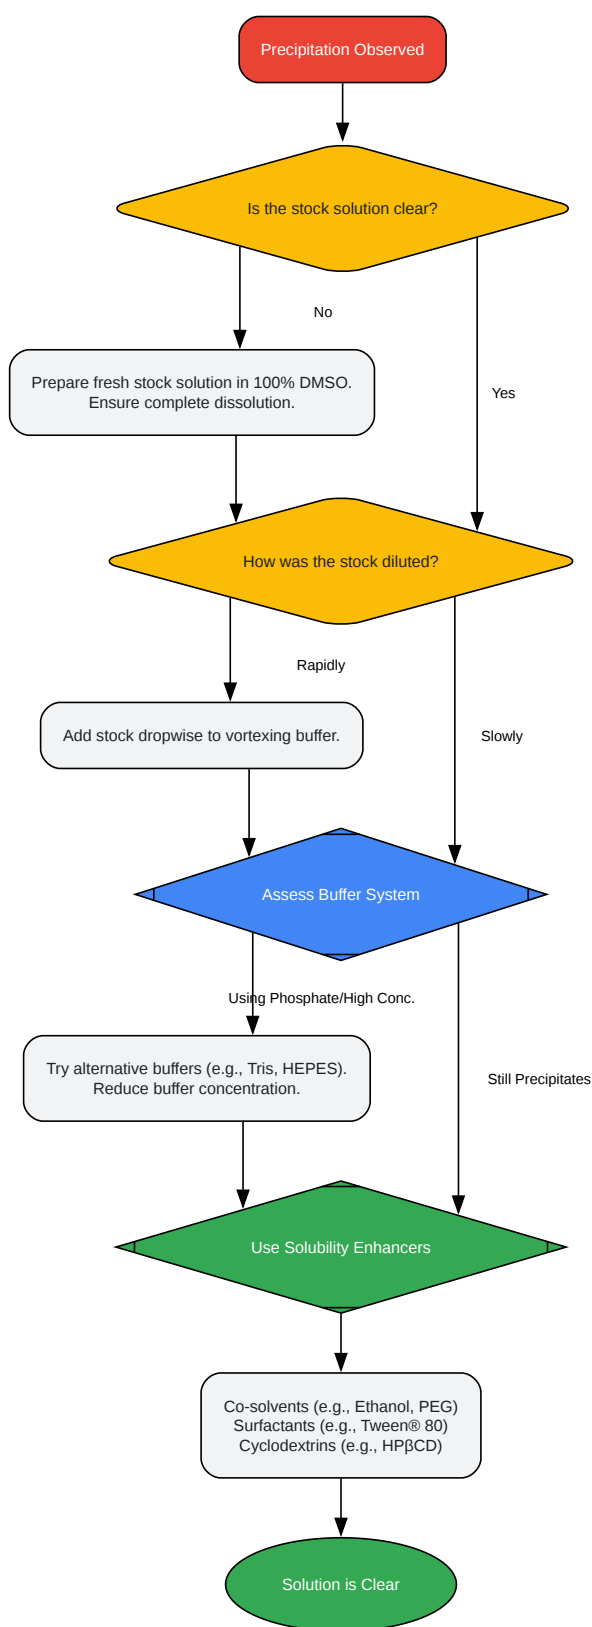 Precipitation Observed
Is the stock solution clear?
No
Prepare fresh stock solution in 100% DMSO.
Ensure complete dissolution.
Yes
How was the stock diluted?
Rapidly
Add stock dropwise to vortexing buffer.
Slowly
Assess Buffer System
Using Phosphate/High Conc.
Try alternative buffers (e.g., Tris, HEPES).
Reduce buffer concentration.
Still Precipitates
Use Solubility Enhancers
Co-solvents (e.g., Ethanol, PEG)
Surfactants (e.g., Tween® 80)
Cyclodextrins (e.g., HPβCD)
Solution is Clear